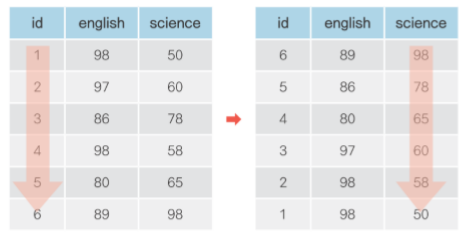 id english science
1 98 50
2 97 60
3 86 78
4 98 58
5 80 65
6 89 98
id english science
6 89 98
5 86 78
4 80 65
3 97 60
2 98 58
1 98 50